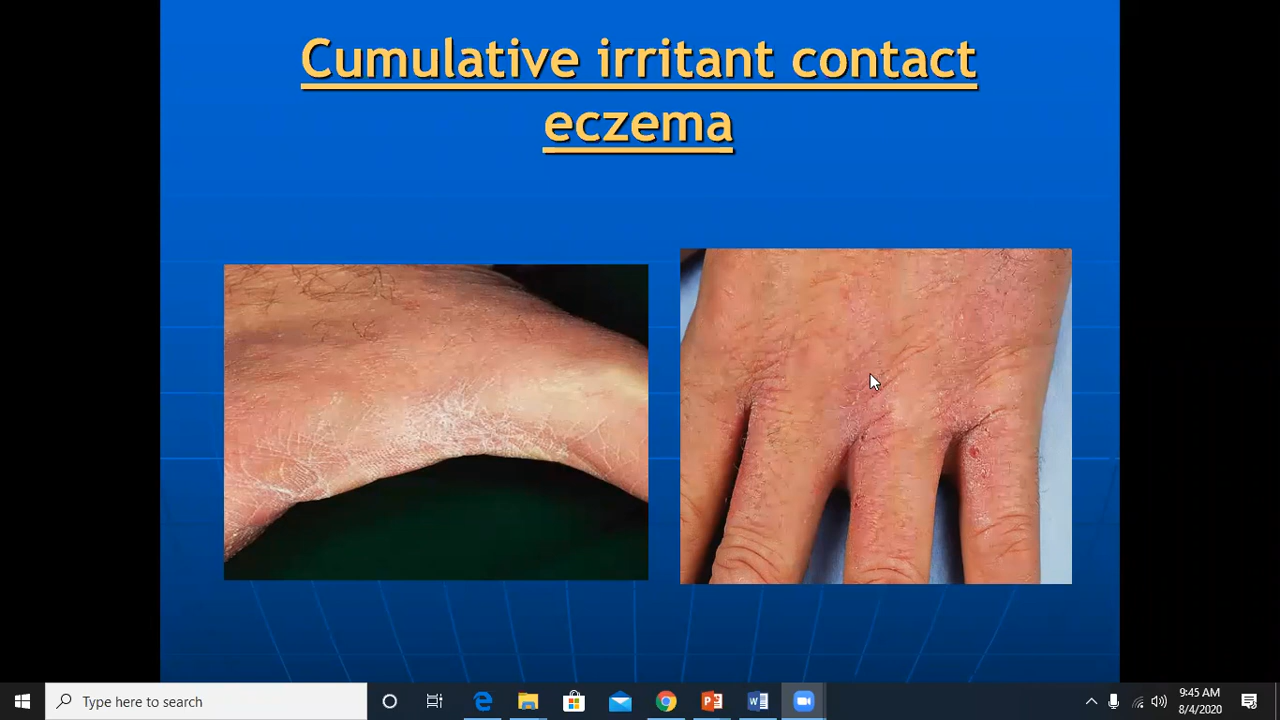 Cumulative irritant contact
eczema
Type here to search
9:45 AM
8/4/2020